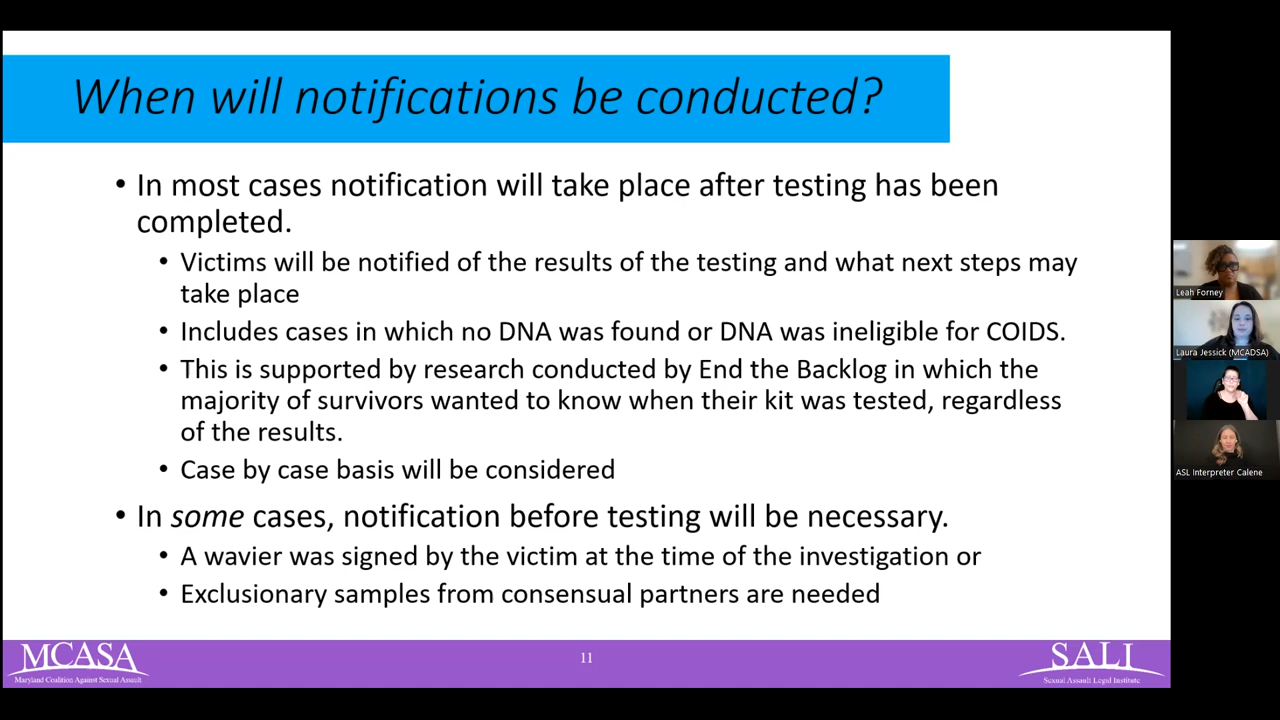 When will notifications be conducted?
• In most cases notification will take place after testing has been
completed.
• Victims will be notified of the results of the testing and what next steps may
take place
• Includes cases in which no DNA was found or DNA was ineligible for COIDS.
• This is supported by research conducted by End the Backlog in which the
majority of survivors wanted to know when their kit was tested, regardless
of the results.
• Case by case basis will be considered
• In some cases, notification before testing will be necessary.
• A wavier was signed by the victim at the time of the investigation or
• Exclusionary samples from consensual partners are needed
MCASA
Maryland Coalition Against Sexual Assault
11
SALI
Sexual Assault Legal Institute
Leah Forney
Laura Jessick (MCADSA)
ASL Interpreter Calene